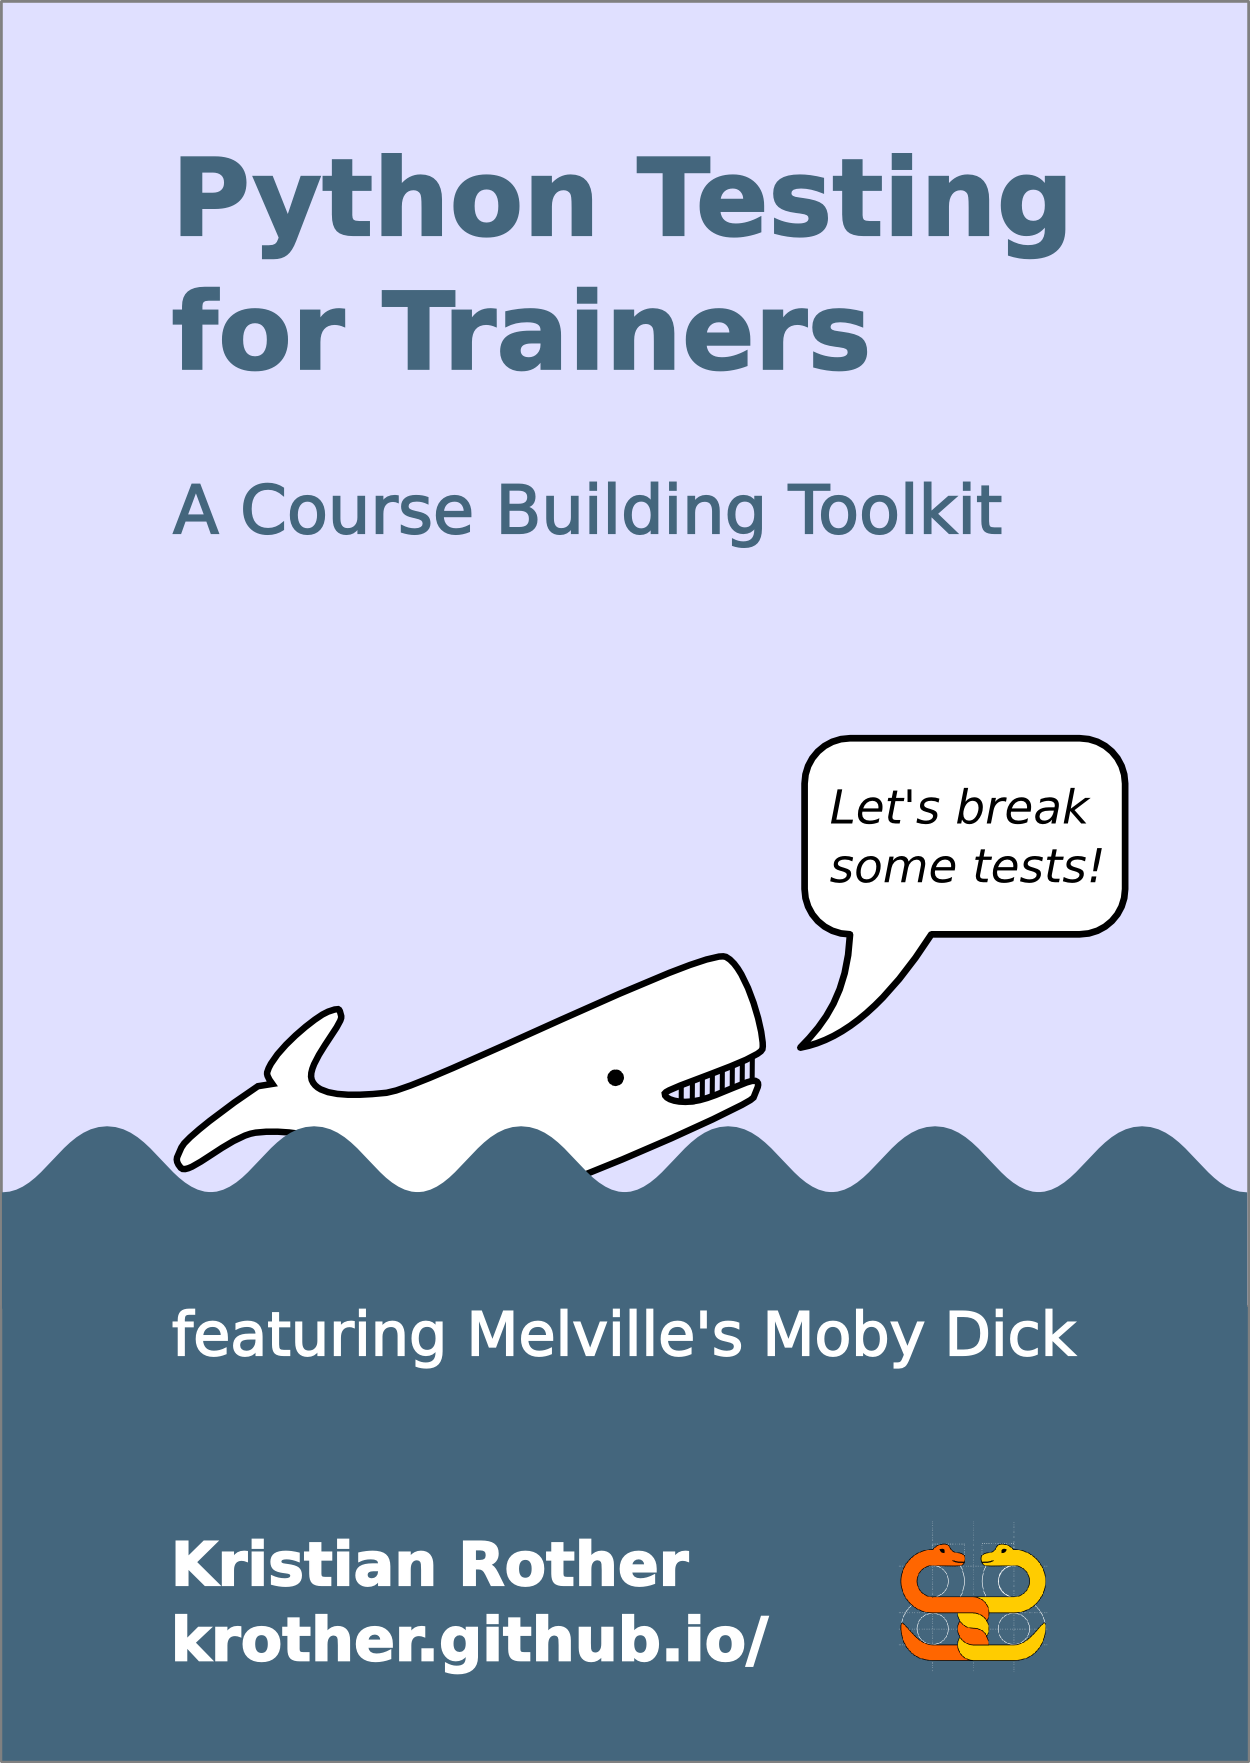 Python Testing
for Trainers
A Course Building Toolkit
Let's break
some tests!
featuring Melville's Moby Dick
Kristian Rother
krother.github.io/